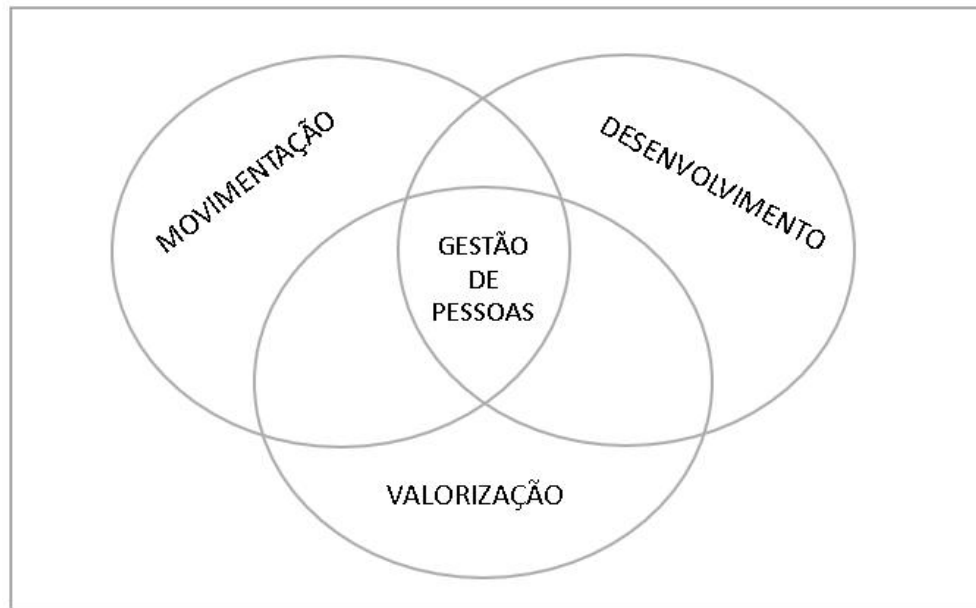 MOVIMENTAÇÃO
DESENVOLVIMENTO
GESTÃO
DE
PESSOAS
VALORIZAÇÃO